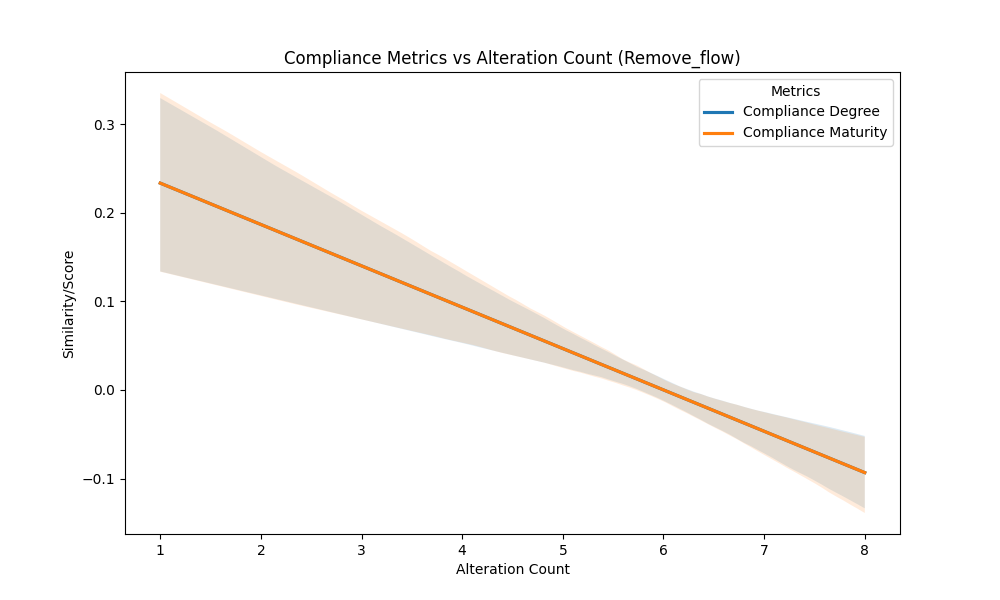 Compliance Metrics vs Alteration Count (Remove_flow)
Metrics
Compliance Degree
Compliance Maturity
Similarity/Score
0.3
0.2
0.1
0.0
−0.1
1 2 3 4 5 6 7 8
Alteration Count